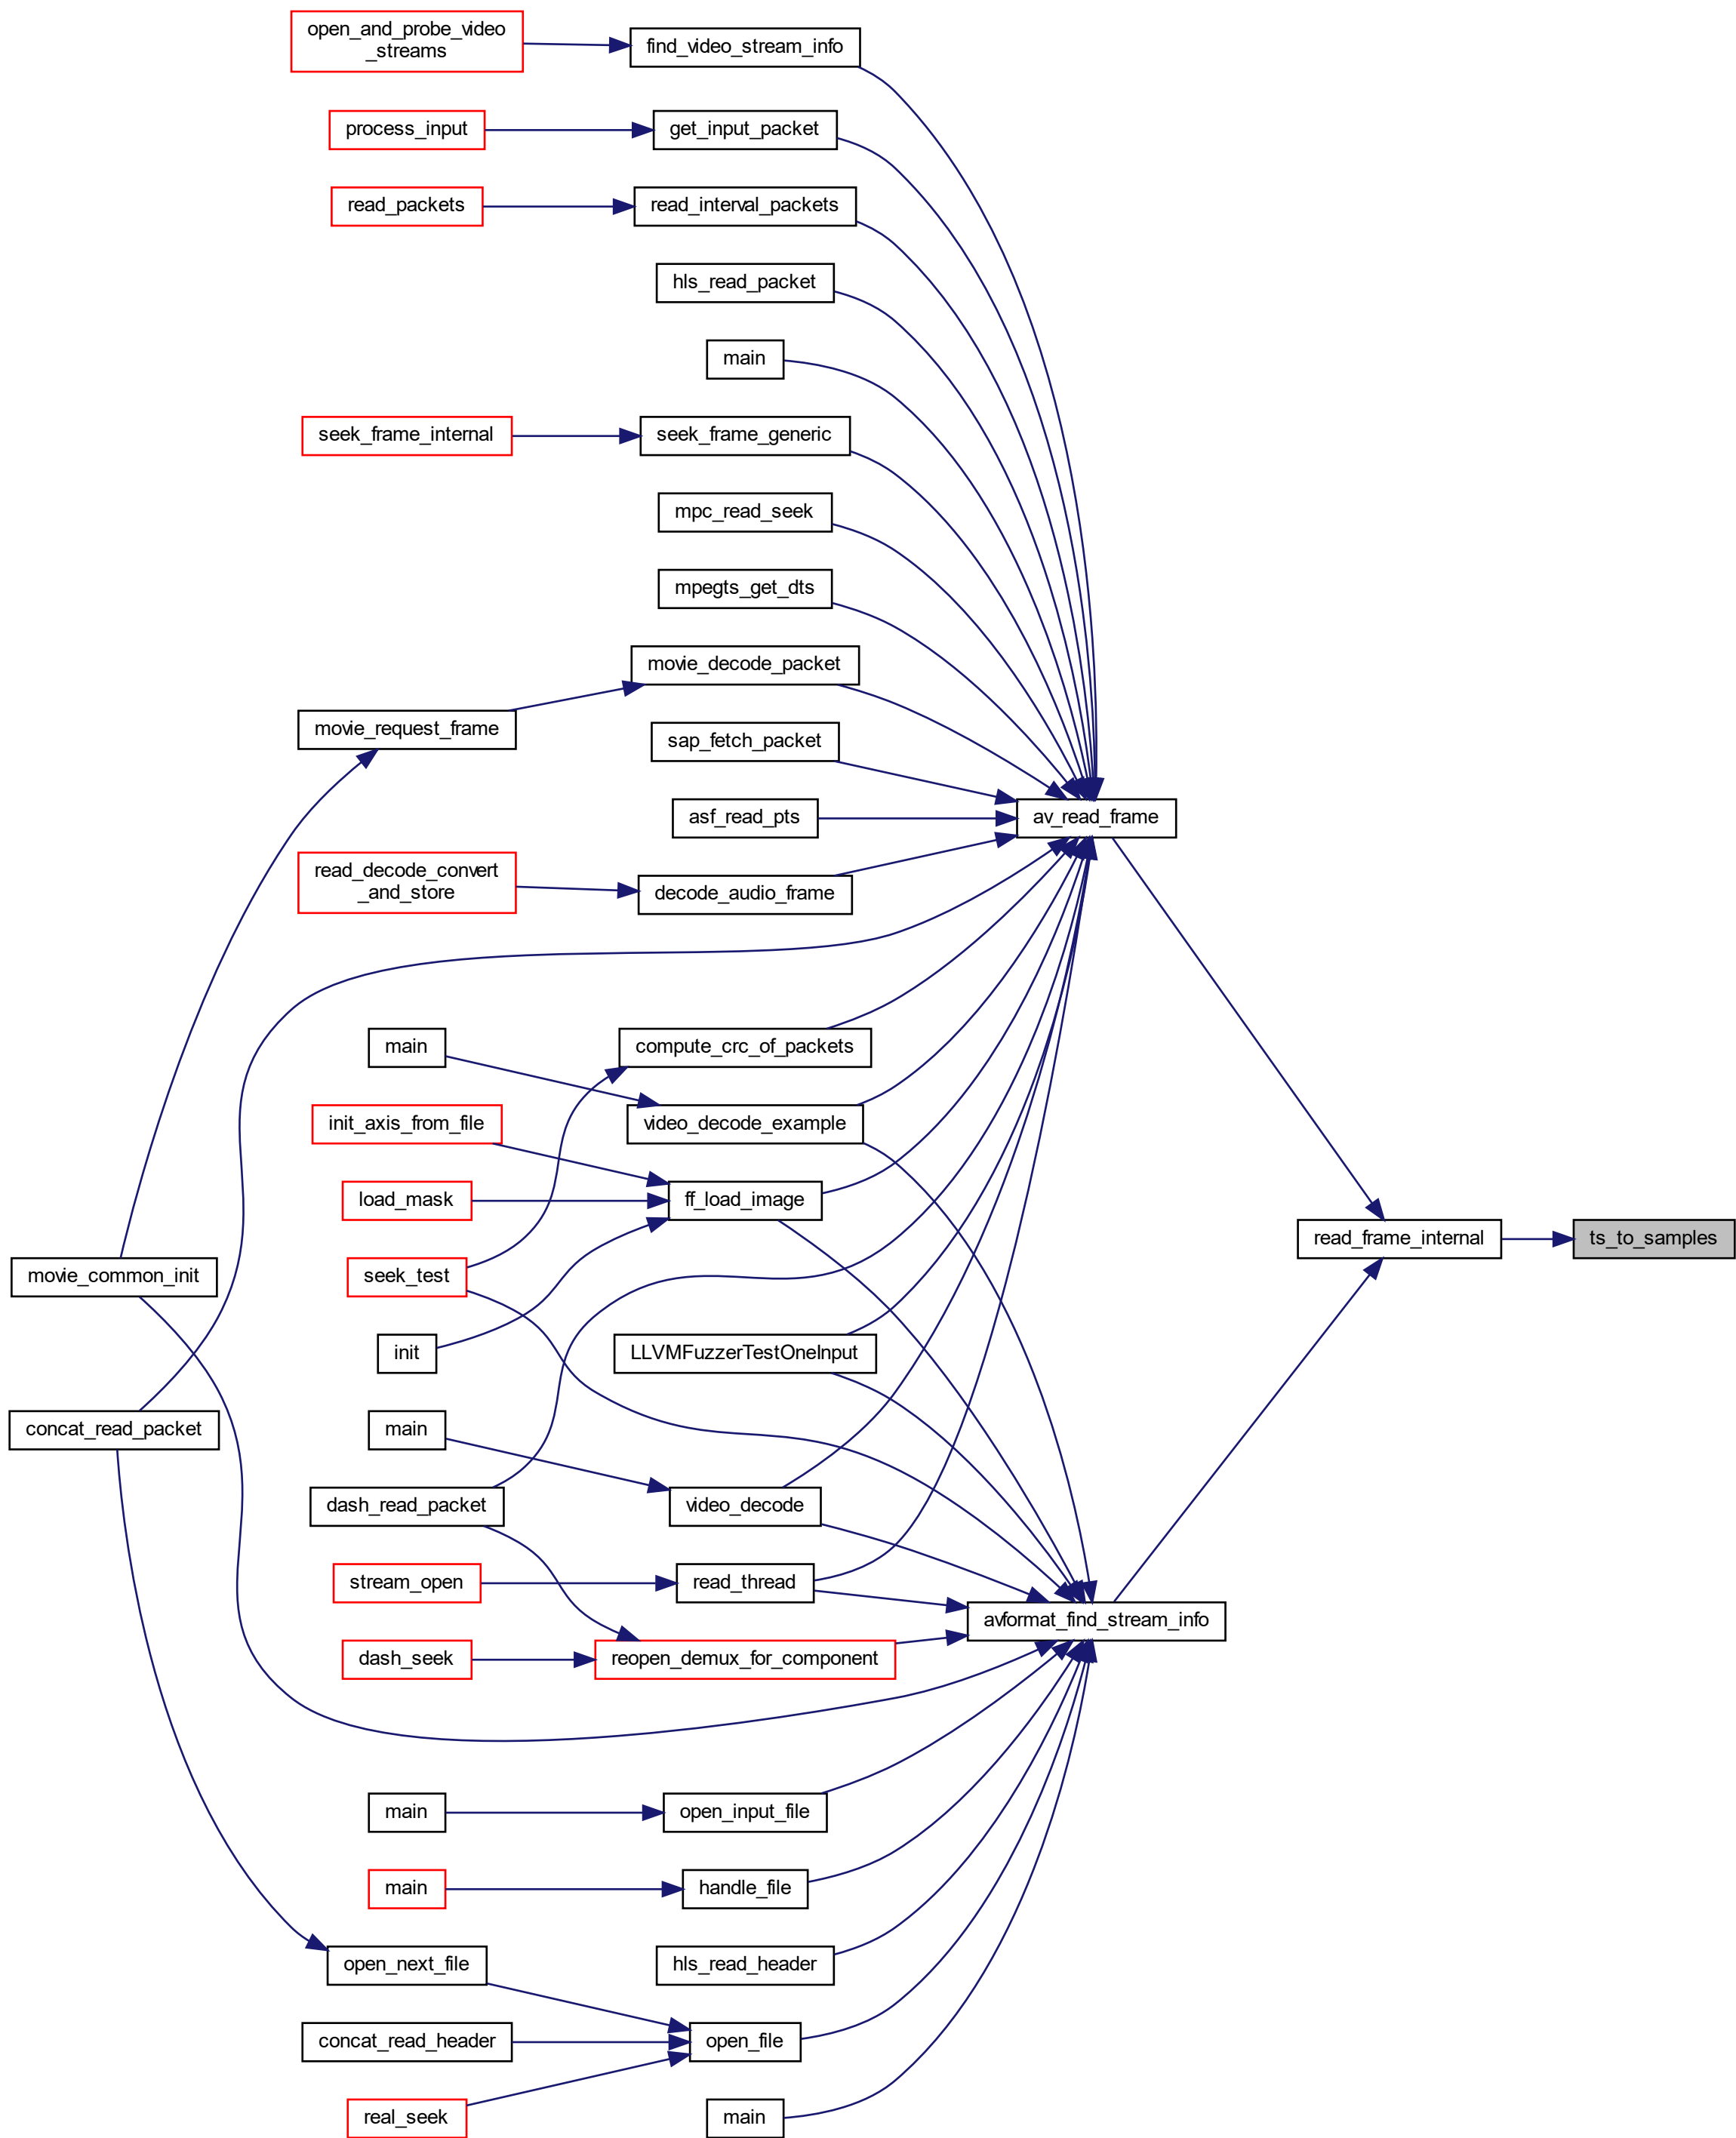 open_and_probe_video
_streams
find_video_stream_info
process_input
get_input_packet
read_packets
read_interval_packets
hls_read_packet
main
seek_frame_internal
seek_frame_generic
mpc_read_seek
mpegts_get_dts
movie_decode_packet
movie_request_frame
sap_fetch_packet
asf_read_pts
av_read_frame
read_decode_convert
_and_store
decode_audio_frame
main
compute_crc_of_packets
init_axis_from_file
video_decode_example
load_mask
ff_load_image
read_frame_internal
ts_to_samples
movie_common_init
seek_test
init
LLVMFuzzerTestOneInput
concat_read_packet
main
dash_read_packet
video_decode
stream_open
read_thread
avformat_find_stream_info
dash_seek
reopen_demux_for_component
main
open_input_file
main
handle_file
open_next_file
hls_read_header
concat_read_header
open_file
real_seek
main